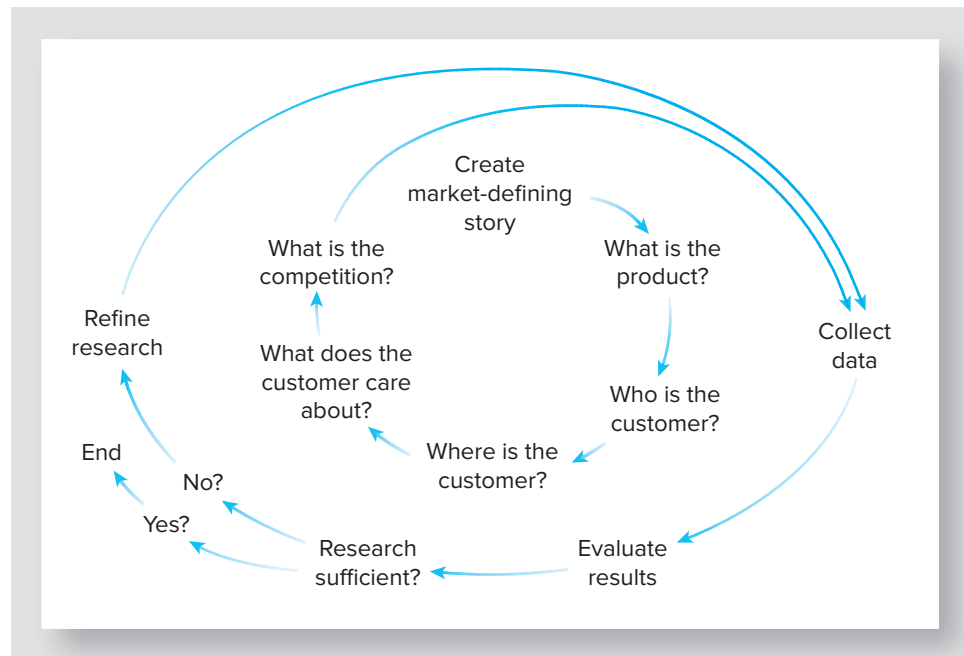 Create
market-defining
story
What is the
product?
Who is the
customer?
Where is the
customer?
What does the
customer care
about?
What is the
competition?
Collect
data
Evaluate
results
Research
sufficient?
No?
Yes?
End
Refine
research